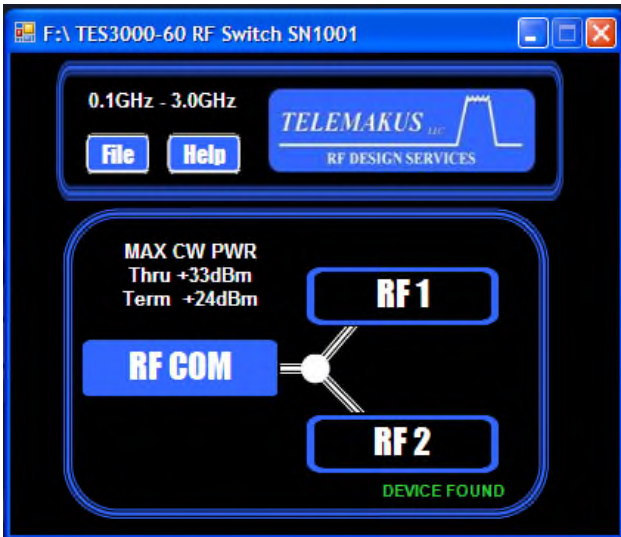 F:\ TES3000-60 RF Switch SN1001
0.1GHz - 3.0GHz
File
Help
TELEMAKUS LLC
RF DESIGN SERVICES
MAX CW PWR
Thru +33dBm
Term +24dBm
RF 1
RF COM
RF 2
DEVICE FOUND